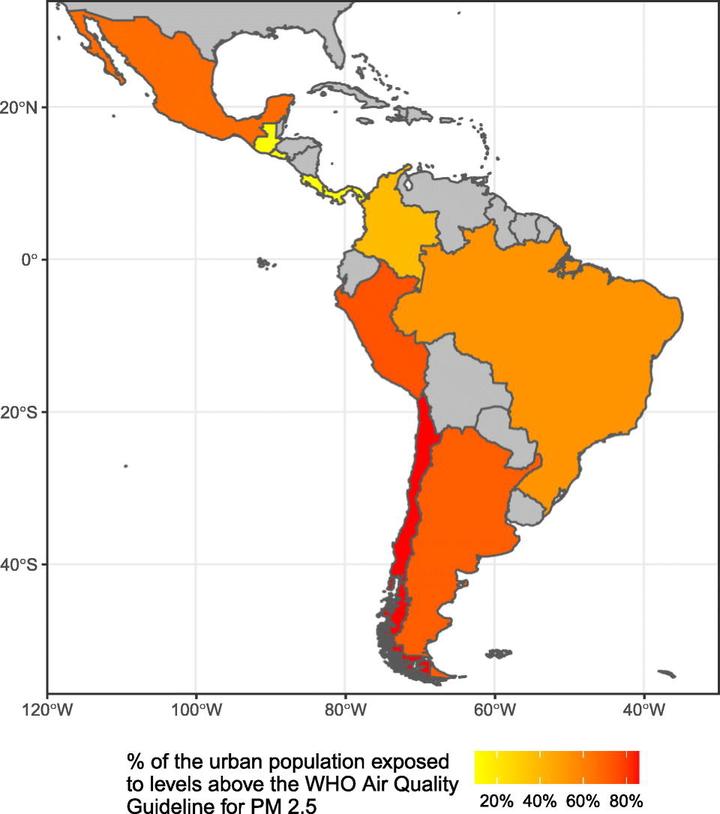 20°N
0°
20°S
40°S
120°W 100°W 80°W 60°W 40°W
% of the urban population exposed
to levels above the WHO Air Quality
Guideline for PM 2.5
20% 40% 60% 80%